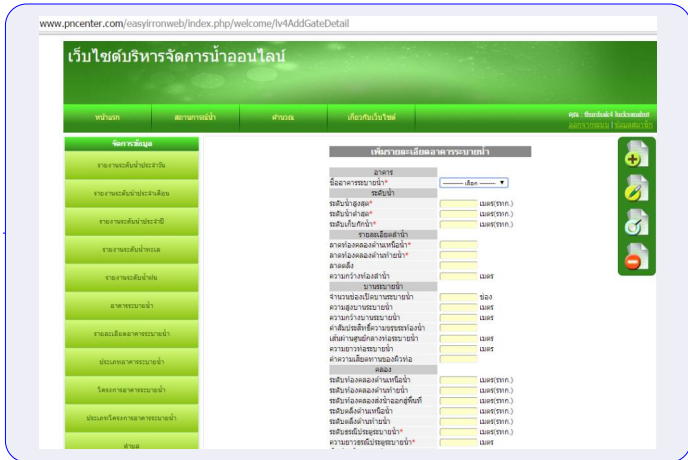 www.pncenter.com/easyirronweb/index.php/welcome/lv4AddGateDetail
เว็บไซต์บริหารจัดการน้ำออนไลน์
หน้าแรก สถานการณ์น้ำ คำนวณ เกี่ยวกับเว็บไซต์
คุณ : thurdsak4 lucksanabut
ออกจากระบบ | ข้อมูลสมาชิก
จัดการข้อมูล
รายงานระดับน้ำประจำวัน
รายงานระดับน้ำประจำเดือน
รายงานระดับน้ำประจำปี
รายงานระดับน้ำทะเล
รายงานระดับน้ำฝน
อาคารระบายน้ำ
รายละเอียดอาคารระบายน้ำ
ประเภทอาคารระบายน้ำ
โครงการอาคารระบายน้ำ
ประเภทโครงการอาคารระบายน้ำ
ตำบล
เพิ่มรายละเอียดอาคารระบายน้ำ
อาคาร
ชื่ออาคารระบายน้ำ* -------- เลือก --------
ระดับน้ำ
ระดับน้ำสูงสุด* เมตร(รทก.)
ระดับน้ำต่ำสุด* เมตร(รทก.)
ระดับเก็บกักน้ำ* เมตร(รทก.)
รายละเอียดลำน้ำ
ลาดท้องคลองด้านเหนือน้ำ*
ลาดท้องคลองด้านท้ายน้ำ*
ลาดตลิ่ง
ความกว้างท้องลำน้ำ เมตร
บานระบายน้ำ
จำนวนช่องเปิดบานระบายน้ำ ช่อง
ความสูงบานระบายน้ำ เมตร
ความกว้างบานระบายน้ำ เมตร
ค่าสัมประสิทธิ์ความขรุขระท้องน้ำ
เส้นผ่านศูนย์กลางท่อระบายน้ำ เมตร
ความยาวท่อระบายน้ำ เมตร
ค่าความเสียดทานของผิวท่อ
คลอง
ระดับท้องคลองด้านเหนือน้ำ เมตร(รทก.)
ระดับท้องคลองด้านท้ายน้ำ เมตร(รทก.)
ระดับท้องคลองส่งน้ำออกสู่พื้นที่ เมตร(รทก.)
ระดับตลิ่งด้านเหนือน้ำ เมตร(รทก.)
ระดับตลิ่งด้านท้ายน้ำ เมตร(รทก.)
ระดับธรณีประตูระบายน้ำ* เมตร(รทก.)
ความยาวธรณีประตูระบายน้ำ* เมตร